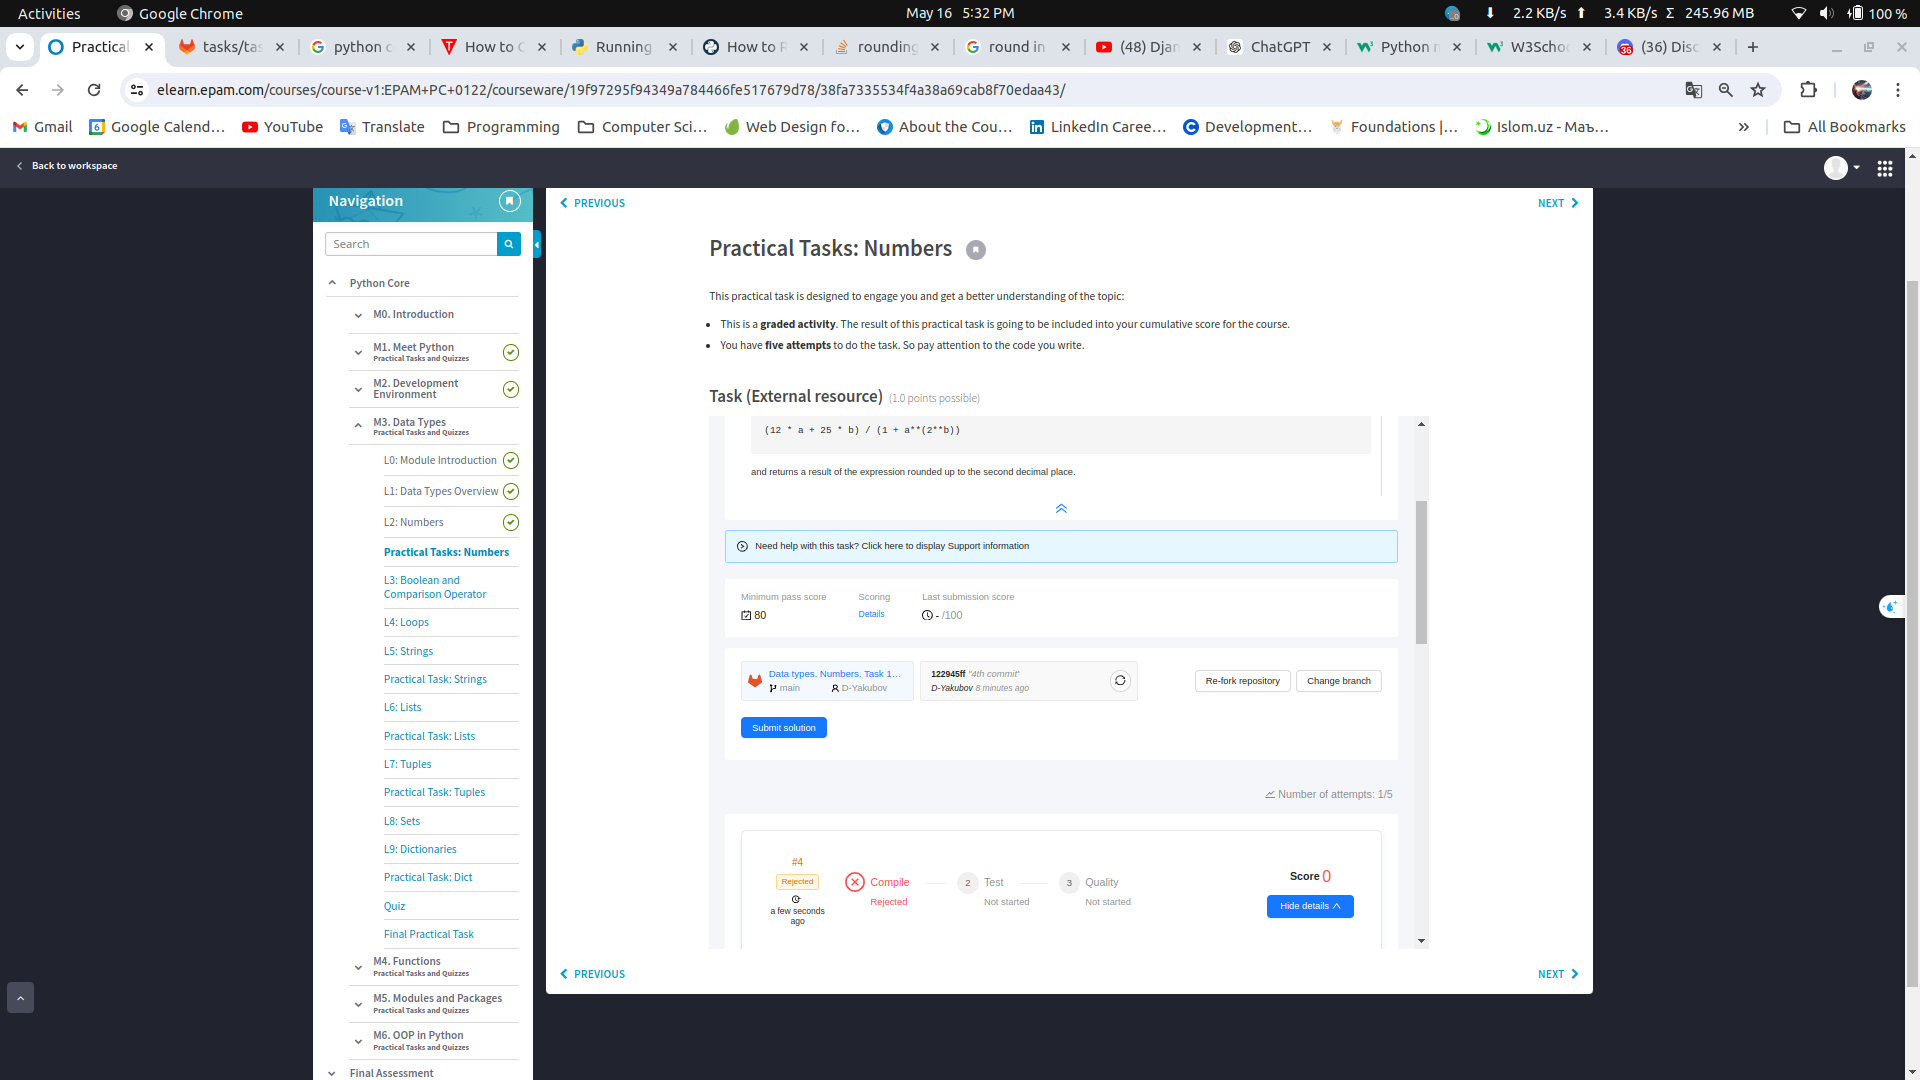 Activities
Google Chrome
May 16 5:32 PM
2.2 KB/s
3.4 KB/s Σ 245.96 MB
100 %
Practical
tasks/tas
python c
How to C
Running
How to R
rounding
round in
(48) Djan
ChatGPT
Python n
W3Scho
(36) Disc
elearn.epam.com/courses/course-v1:EPAM+PC+0122/courseware/19f97295f94349a784466fe517679d78/38fa7335534f4a38a69cab8f70edaa43/
Gmail
Google Calend...
YouTube
Translate
Programming
Computer Sci...
Web Design fo...
About the Cou...
LinkedIn Caree...
Development...
Foundations |...
Islom.uz - Маъ...
All Bookmarks
Back to workspace
Navigation
Search
Python Core
M0. Introduction
M1. Meet Python
Practical Tasks and Quizzes
M2. Development
Environment
M3. Data Types
Practical Tasks and Quizzes
L0: Module Introduction
L1: Data Types Overview
L2: Numbers
Practical Tasks: Numbers
L3: Boolean and
Comparison Operator
L4: Loops
L5: Strings
Practical Task: Strings
L6: Lists
Practical Task: Lists
L7: Tuples
Practical Task: Tuples
L8: Sets
L9: Dictionaries
Practical Task: Dict
Quiz
Final Practical Task
M4. Functions
Practical Tasks and Quizzes
M5. Modules and Packages
Practical Tasks and Quizzes
M6. OOP in Python
Practical Tasks and Quizzes
Final Assessment
PREVIOUS
NEXT
Practical Tasks: Numbers
This practical task is designed to engage you and get a better understanding of the topic:
This is a graded activity. The result of this practical task is going to be included into your cumulative score for the course.
You have five attempts to do the task. So pay attention to the code you write.
Task (External resource) (1.0 points possible)
(12 * a + 25 * b) / (1 + a**(2**b))
and returns a result of the expression rounded up to the second decimal place.
Need help with this task? Click here to display Support information
Minimum pass score
Scoring
Last submission score
80
Details
- /100
Data types. Numbers. Task 1...
main
D-Yakubov
122945ff "4th commit"
D-Yakubov 8 minutes ago
Re-fork repository
Change branch
Submit solution
Number of attempts: 1/5
#4
Rejected
a few seconds
ago
Compile
Rejected
2
Test
Not started
3
Quality
Not started
Score 0
Hide details
PREVIOUS
NEXT